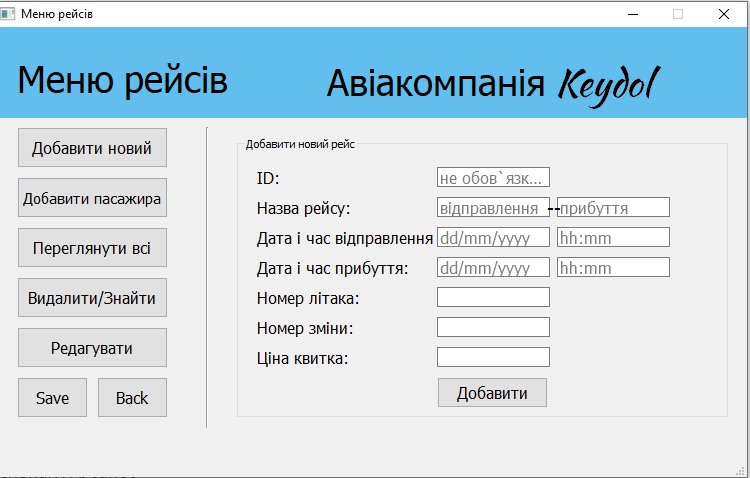 Меню рейсів
Меню рейсів Авіакомпанія Keydol
Добавити новий
Добавити пасажира
Переглянути всі
Видалити/Знайти
Редагувати
Save Back
Добавити новий рейс
ID: не обов`язк...
Назва рейсу: відправлення -- прибуття
Дата і час відправлення dd/mm/yyyy hh:mm
Дата і час прибуття: dd/mm/yyyy hh:mm
Номер літака:
Номер зміни:
Ціна квитка:
Добавити